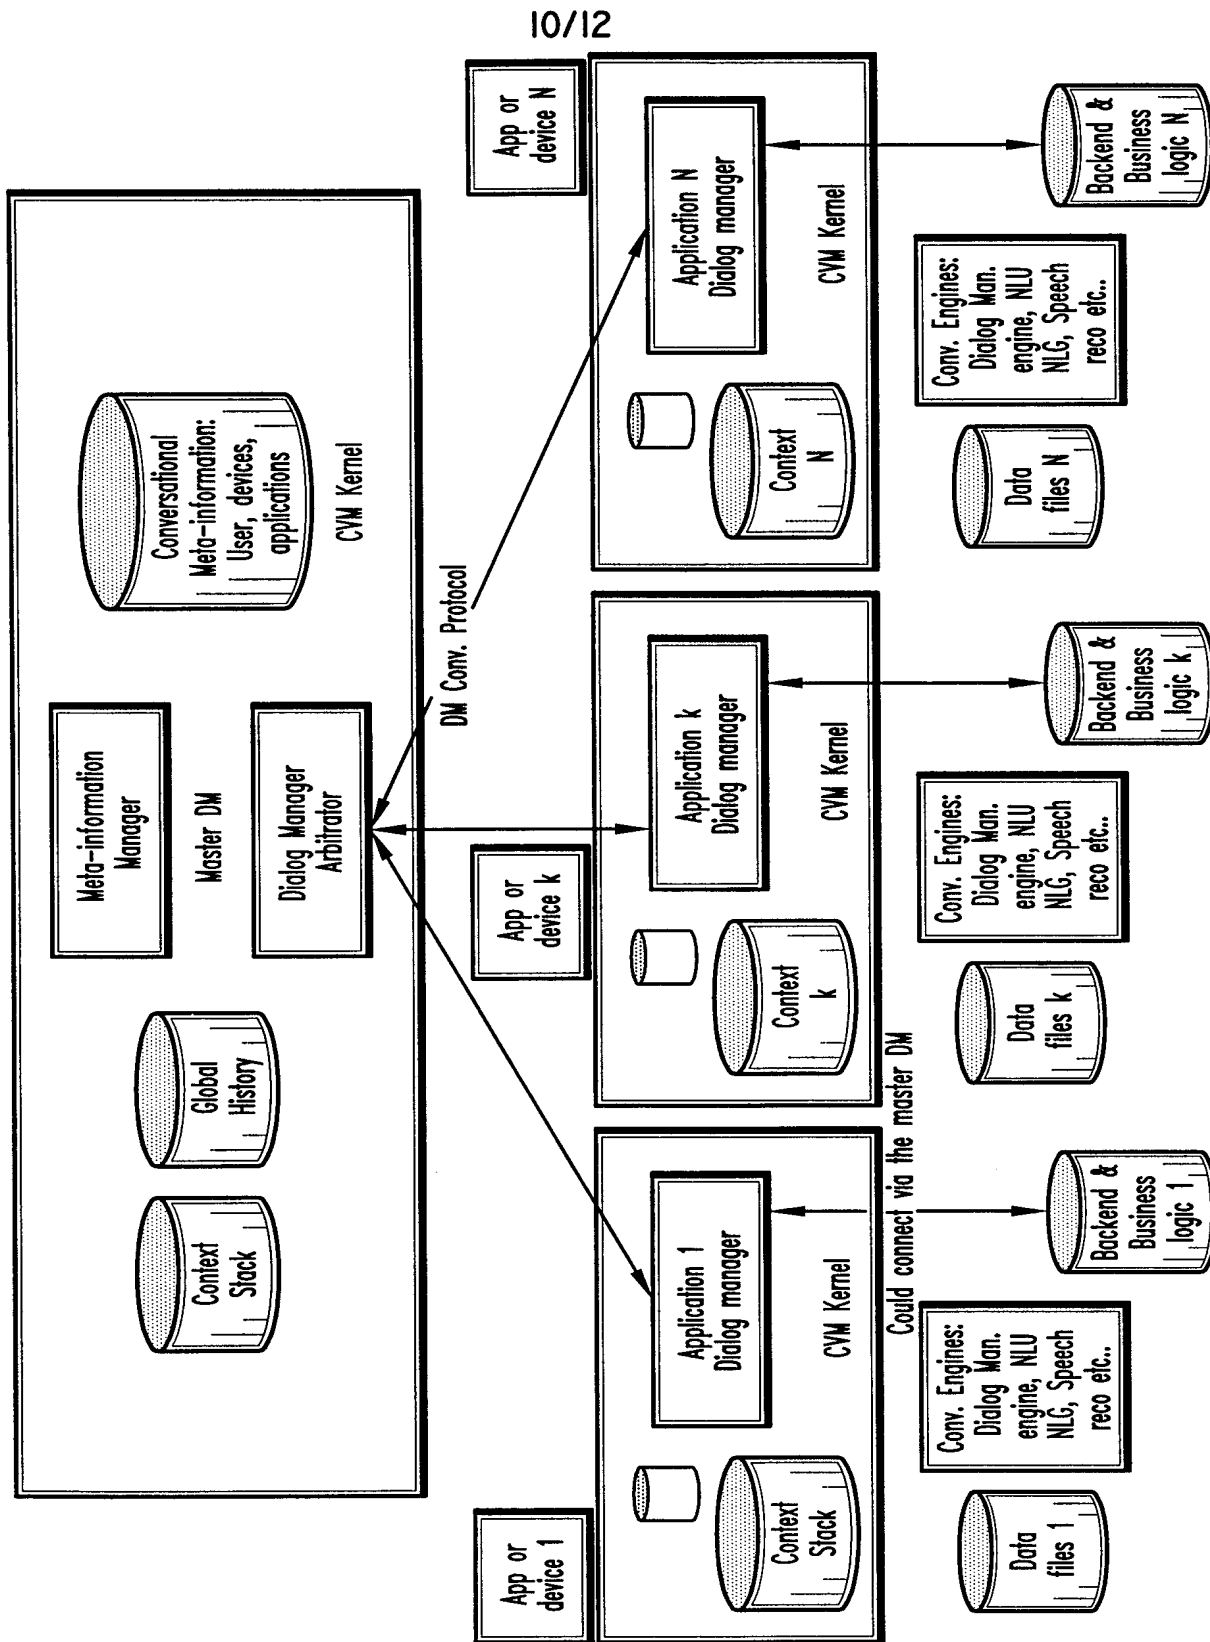 10/12
Context
Stack
Global
History
Meta-information
Manager
Master DM
Dialog Manager
Arbitrator
Conversational
Meta-information:
User, devices,
applications
CVM Kernel
DM Conv. Protocol
App or
device 1
Application 1
Dialog manager
Context
Stack
CVM Kernel
App or
device k
Application k
Dialog manager
Context
k
CVM Kernel
App or
device N
Application N
Dialog manager
Context
N
CVM Kernel
Could connect via the master DM
Data
files 1
Conv. Engines:
Dialog Man.
engine, NLU
NLG, Speech
reco etc..
Backend &
Business
logic 1
Data
files k
Conv. Engines:
Dialog Man.
engine, NLU
NLG, Speech
reco etc..
Backend &
Business
logic k
Data
files N
Conv. Engines:
Dialog Man.
engine, NLU
NLG, Speech
reco etc..
Backend &
Business
logic N